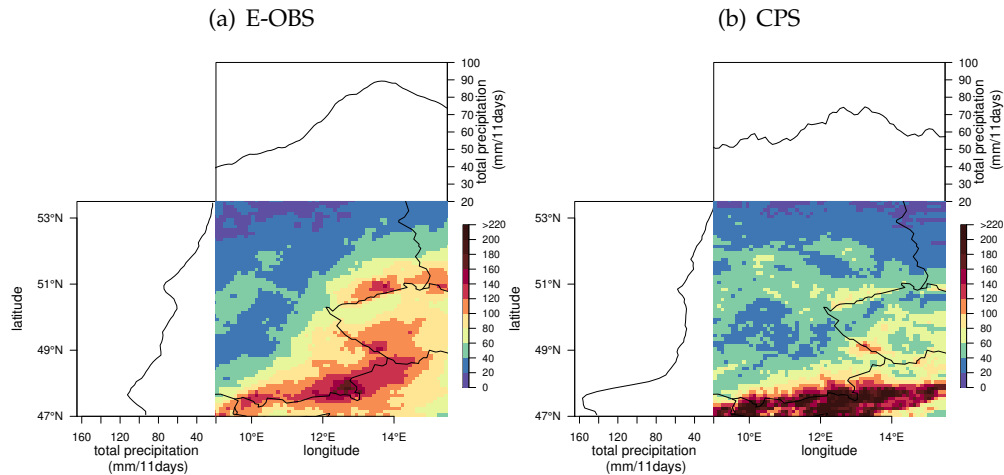 (a) E-OBS
(b) CPS
100
90
80
70
60
50
40
30
20
total precipitation
(mm/11days)
53°N
51°N
49°N
47°N
latitude
>220
200
180
160
140
120
100
80
60
40
20
0
160 120 80 40
total precipitation
(mm/11days)
10°E 12°E 14°E
longitude
100
90
80
70
60
50
40
30
20
total precipitation
(mm/11days)
53°N
51°N
49°N
47°N
latitude
>220
200
180
160
140
120
100
80
60
40
20
0
160 120 80 40
total precipitation
(mm/11days)
10°E 12°E 14°E
longitude